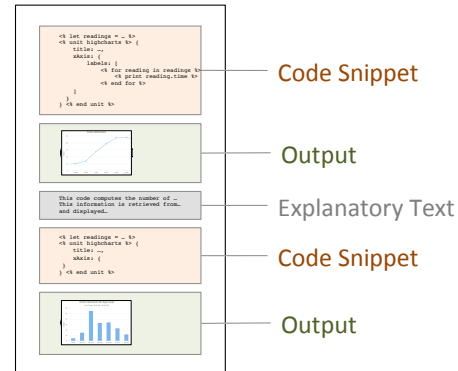 <% let readings = … %>
<% unit highcharts %> {
title: …,
xAxis: {
labels: [
<% for reading in readings %>
<% print reading.time %>
<% end for %>
]
}
} <% end unit %>
Code Snippet
Output
This code computes the number of …
This information is retrieved from…
and displayed…
Explanatory Text
<% let readings = … %>
<% unit highcharts %> {
title: …,
xAxis: {
}
} <% end unit %>
Code Snippet
Output